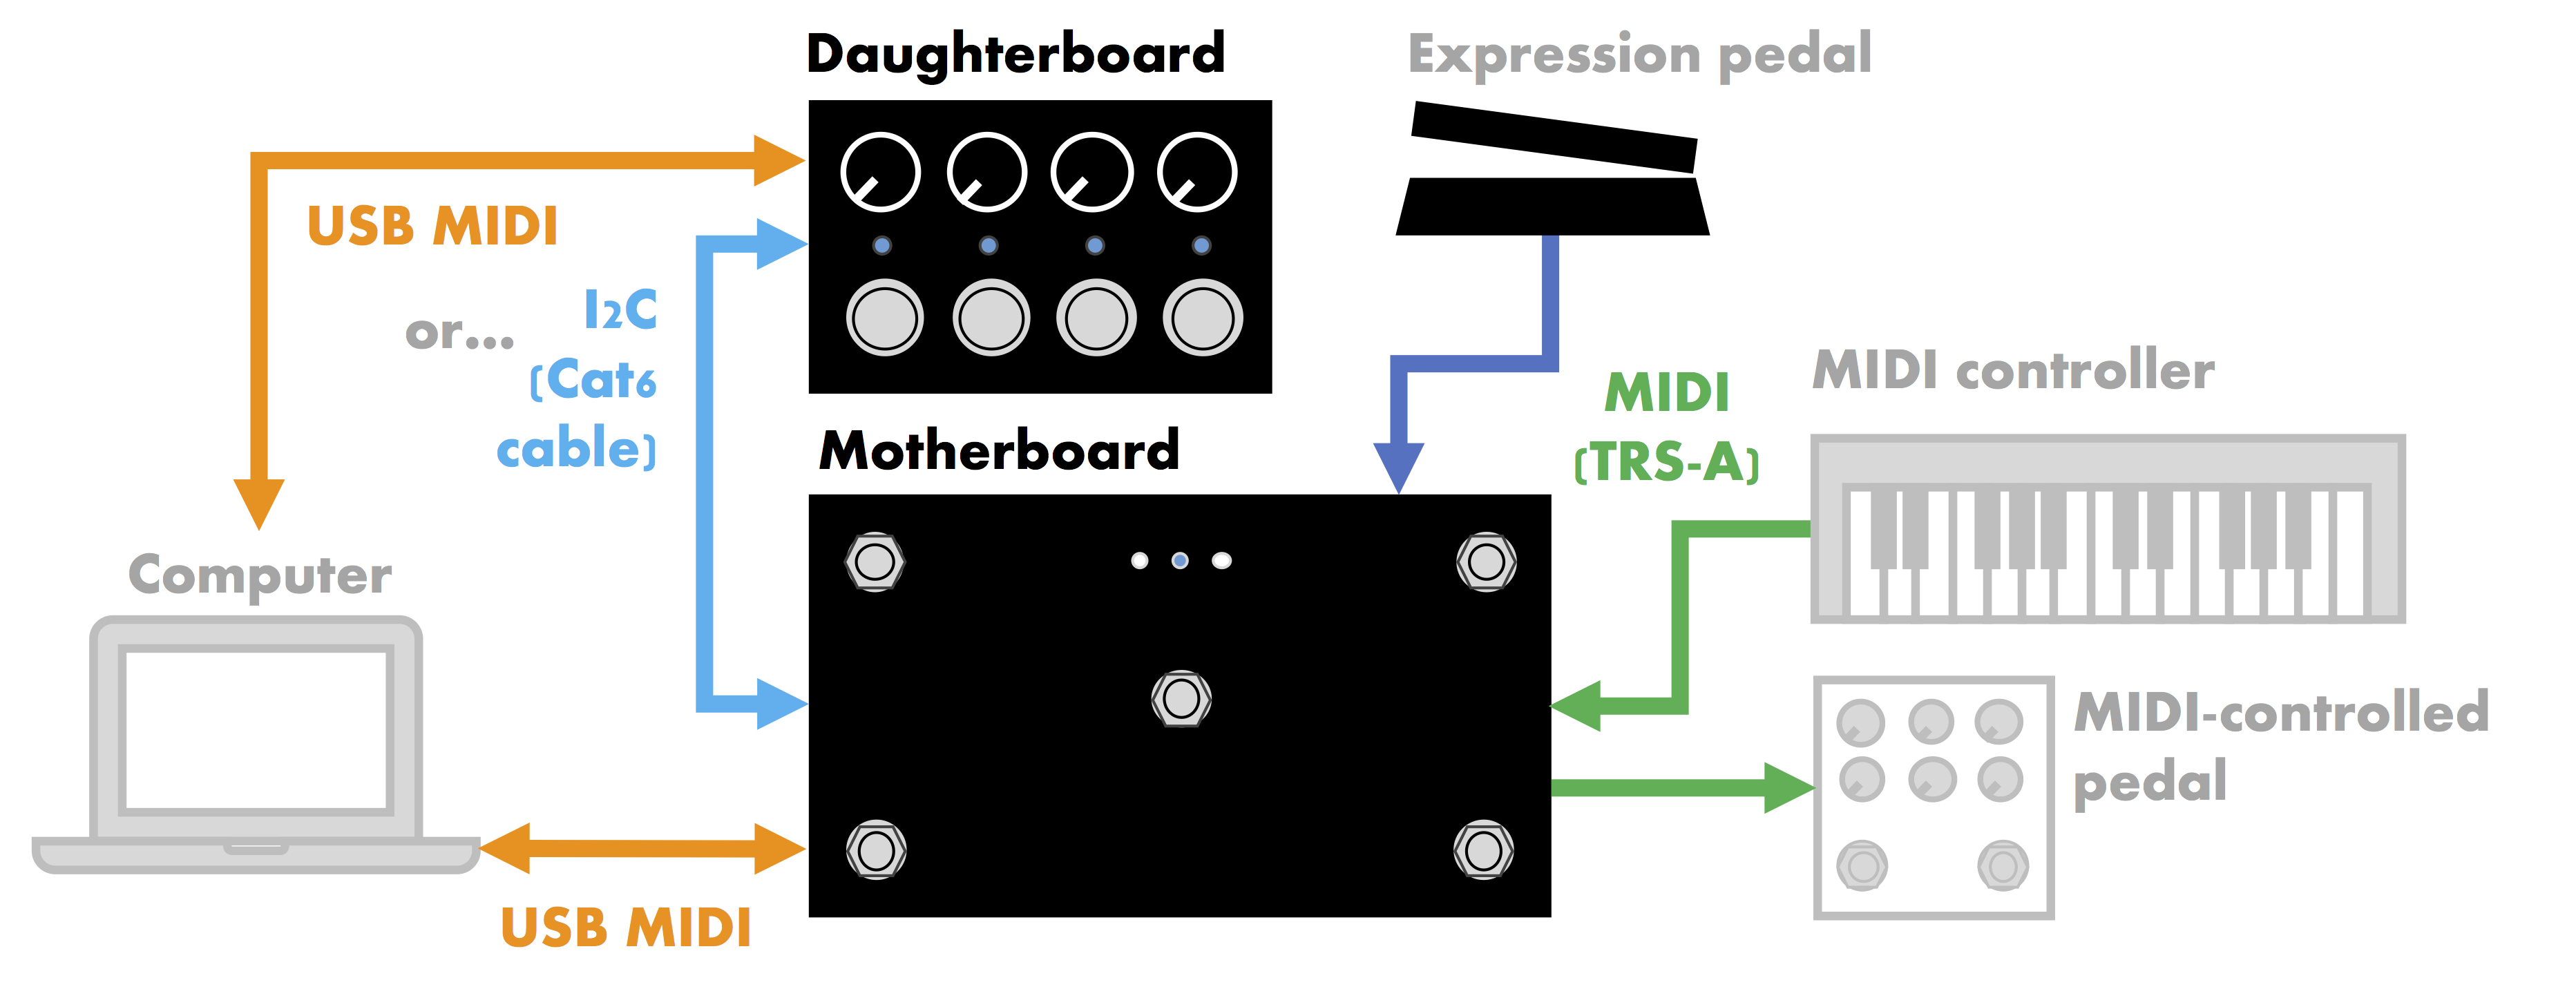 Daughterboard
Expression pedal
USB MIDI
or...
I2C
(Cat6
cable)
Motherboard
MIDI
(TRS-A)
MIDI controller
Computer
MIDI-controlled
pedal
USB MIDI